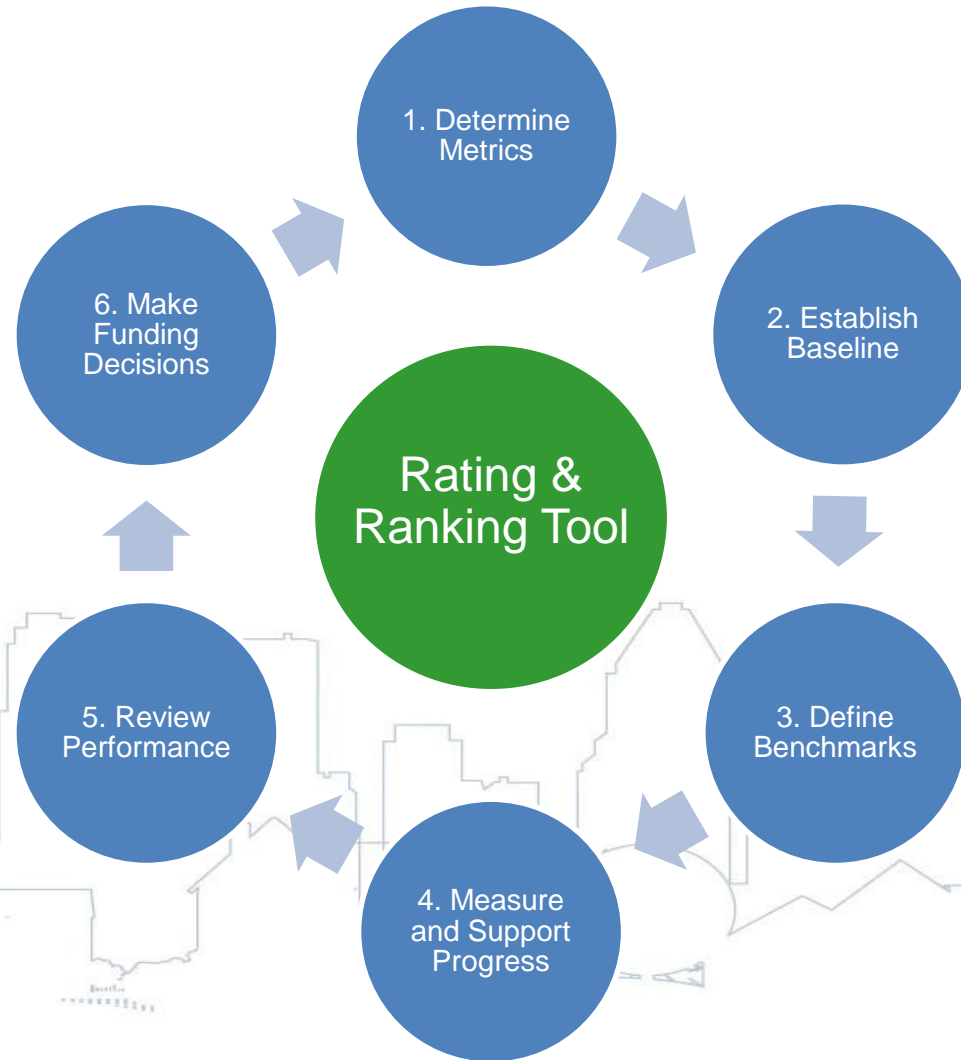 1. Determine
Metrics
2. Establish
Baseline
3. Define
Benchmarks
4. Measure
and Support
Progress
5. Review
Performance
6. Make
Funding
Decisions
Rating &
Ranking Tool